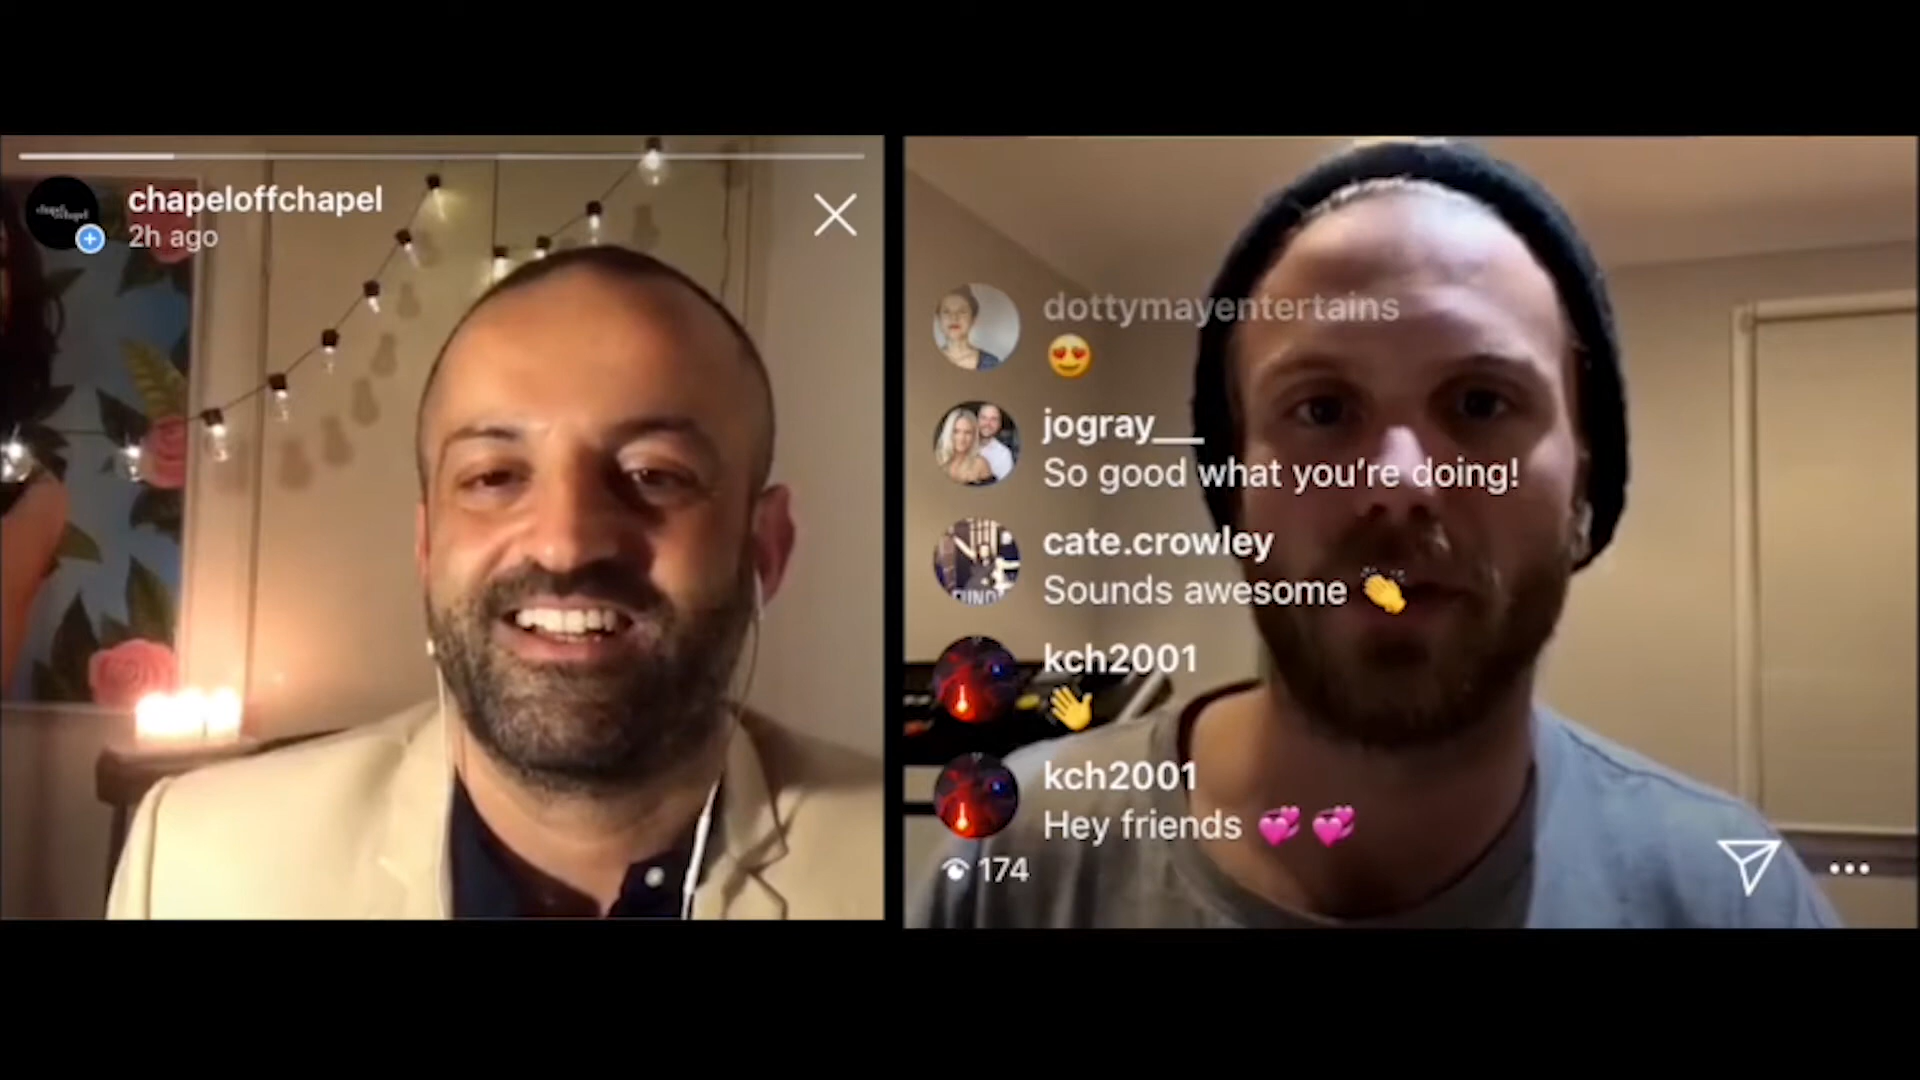 chapeloffchapel
2h ago
dottymayentertains
😍
jogray___
So good what you're doing!
cate.crowley
Sounds awesome 👏
kch2001
👋
kch2001
Hey friends 💞 💞
174